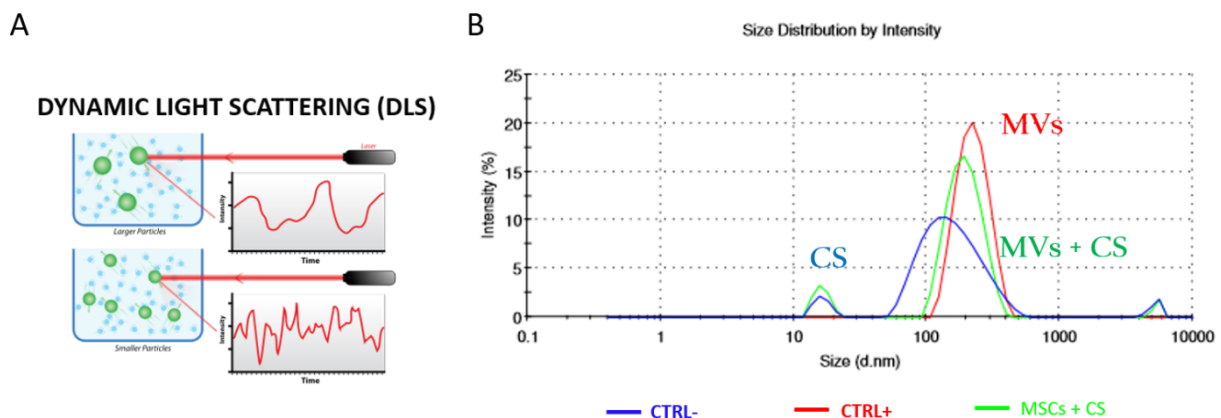 A
DYNAMIC LIGHT SCATTERING (DLS)
Laser
Intensity
Time
Larger Particles
Intensity
Time
Smaller Particles
B
Size Distribution by Intensity
Intensity (%)
25
20
15
10
5
0
MVs
MVs + CS
CS
0.1
1
10
100
1000
10000
Size (d.nm)
CTRL-
CTRL+
MSCs + CS